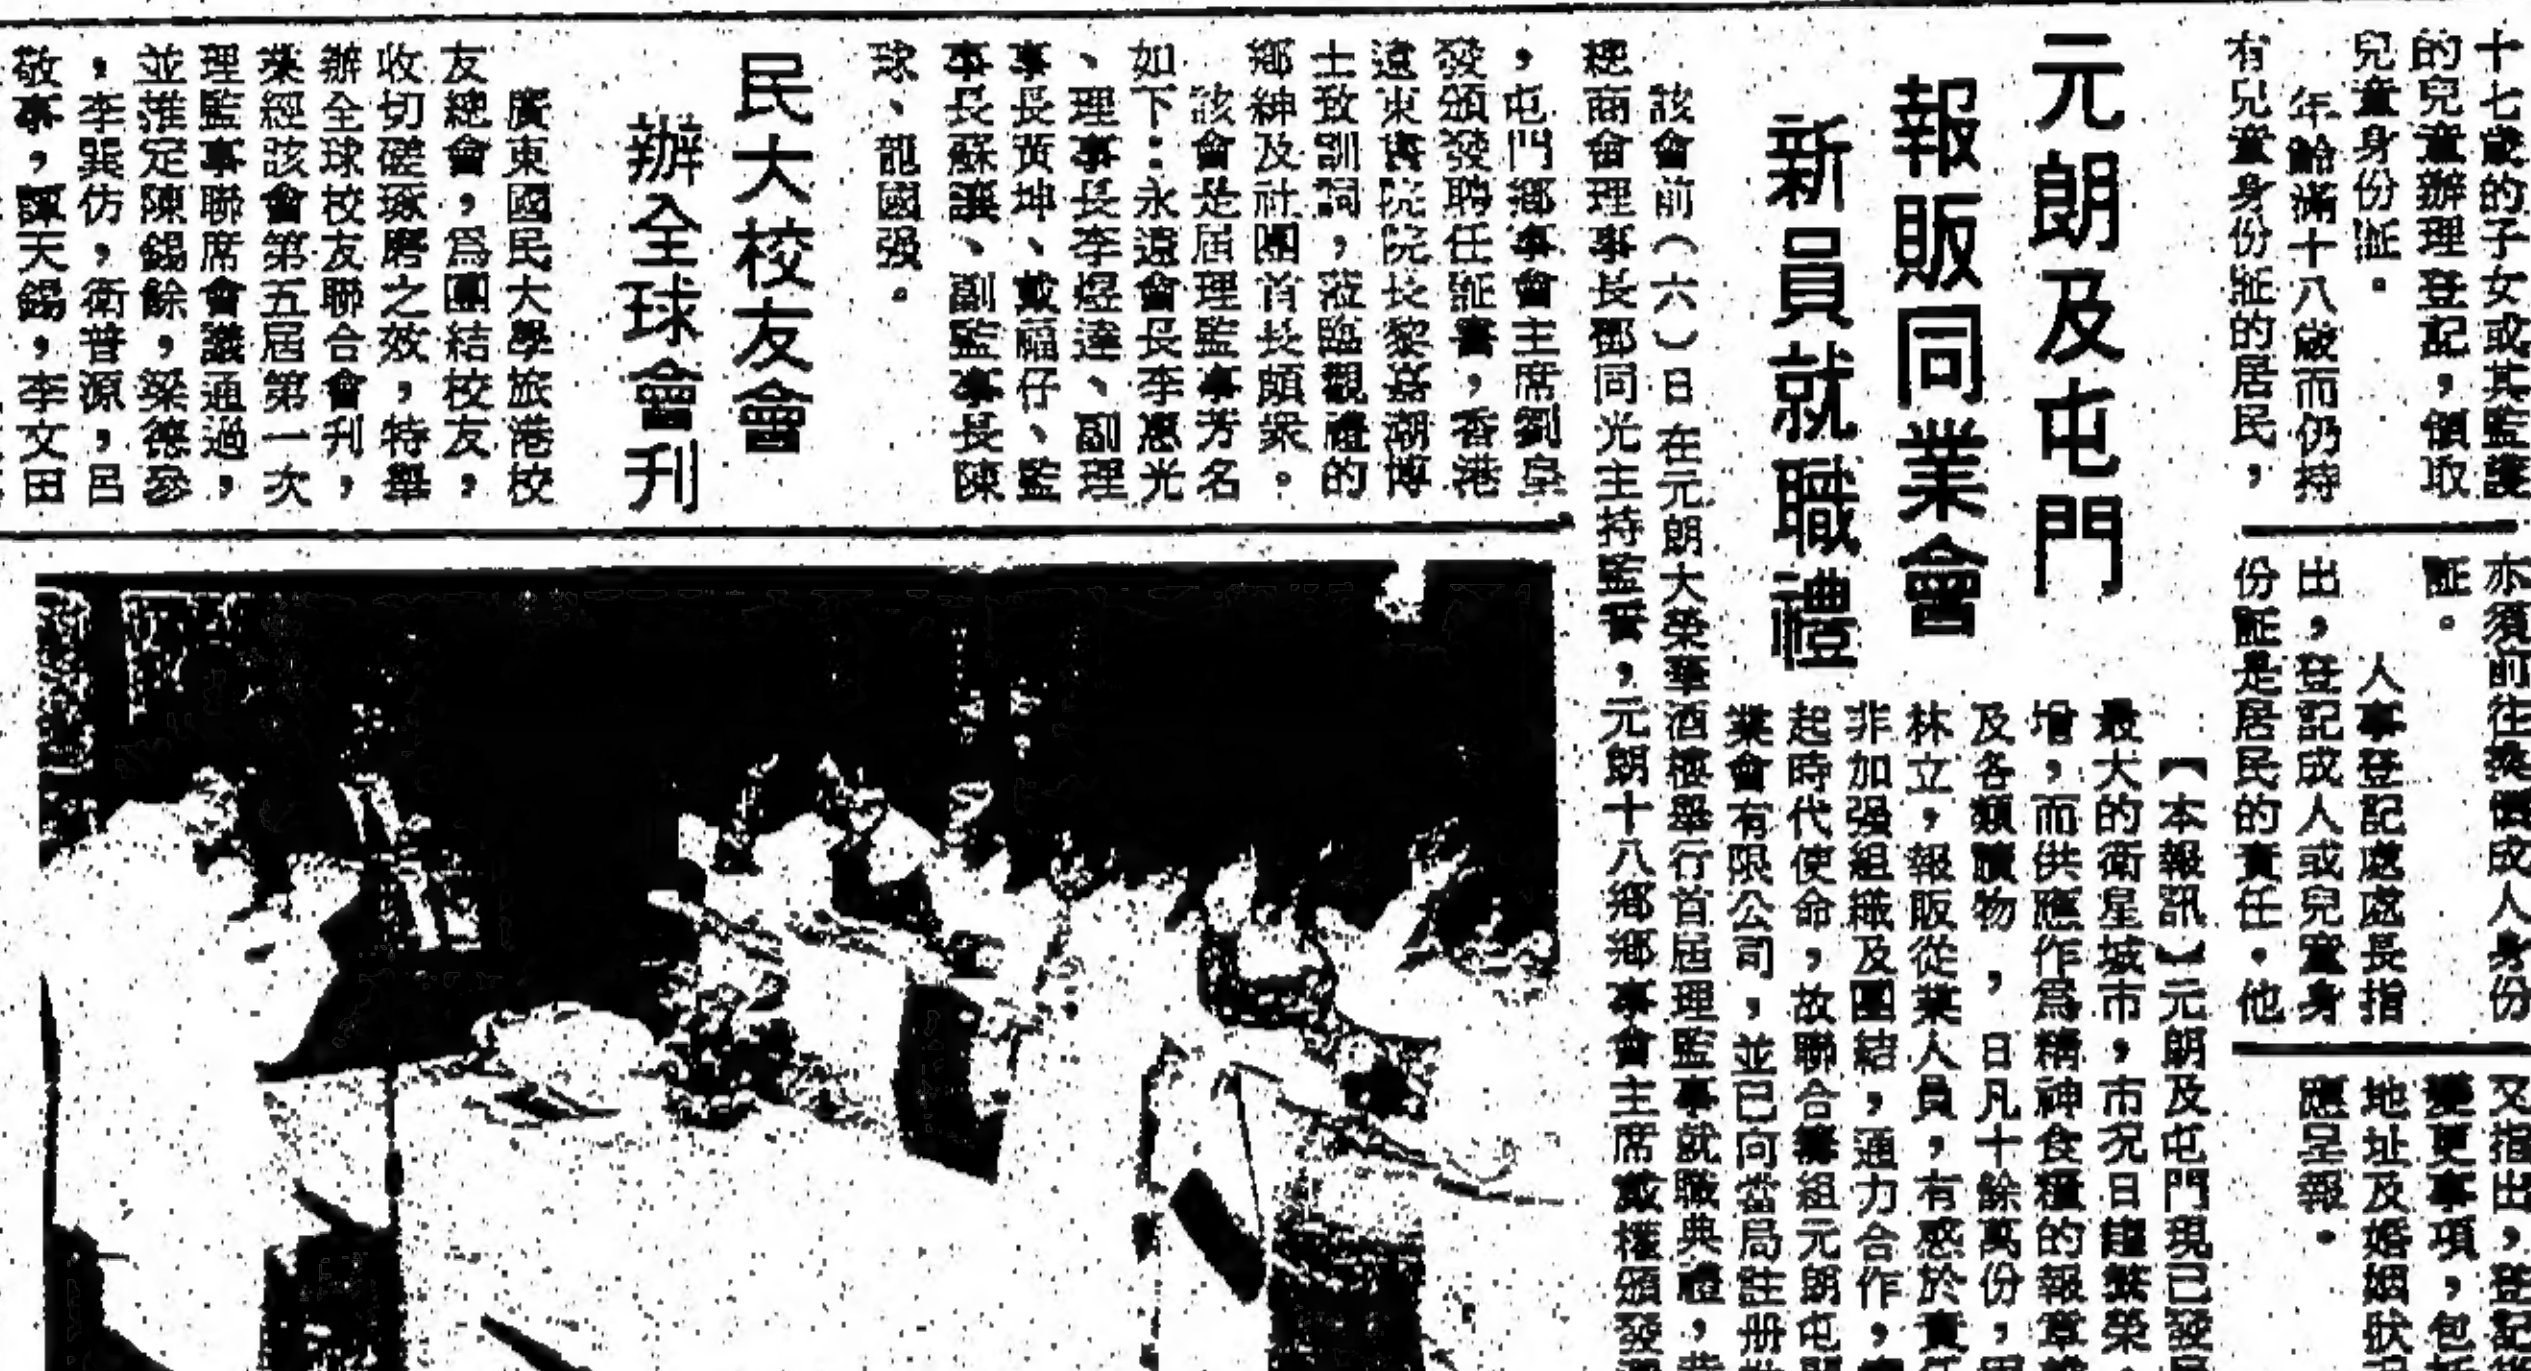 十七歲的子女或其監護
的兒童辦理登記，領取
兒童身份証。
年齡滿十八歲而仍持
有兒童身份証的居民，
亦須前往換領成人身份
証。
人事登記處處長指
出，登記成人或兒童身
份証是居民的責任。他
又指出，登記
變更事項，包
地址及婚姻狀
應呈報。
元朗及屯門
報販同業會
新員就職禮
【本報訊】元朗及屯門現已發展
最大的衛星城市，市況日趨繁榮，
增，而供應作爲精神食糧的報章雜
及各類讀物，日凡十餘萬份，
林立，報販從業人員，有感於責任
非加强組織及團結，通力合作，
起時代使命，故聯合籌組元朗屯門
業會有限公司，並已向當局註册
該會前（六）日在元朗大榮華酒樓舉行首屆理監事就職典禮，恭
總商會理事長鄧同光主持監誓，元朗十八鄉鄉事會主席戴權頒發
，屯門鄉事會主席劉皇
發頒發聘任証書，香港
遠東書院院長黎嘉潮博
士致訓詞，蒞臨觀禮的
鄉紳及社團首長頗衆。
該會是屆理監事芳名
如下：永遠會長李惠光
、理事長李煜達、副理
事長黃坤、戴福仔、監
事長蘇讓、副監事長陳
球、龍國强。
民大校友會
辦全球會刊
廣東國民大學旅港校
友總會，爲團結校友，
收切磋琢磨之效，特舉
辦全球校友聯合會刊，
業經該會第五屆第一次
理監事聯席會議通過，
並推定陳錫餘，梁德參
，李巽仿，衛普源，呂
敬事，譚天錫，李文田